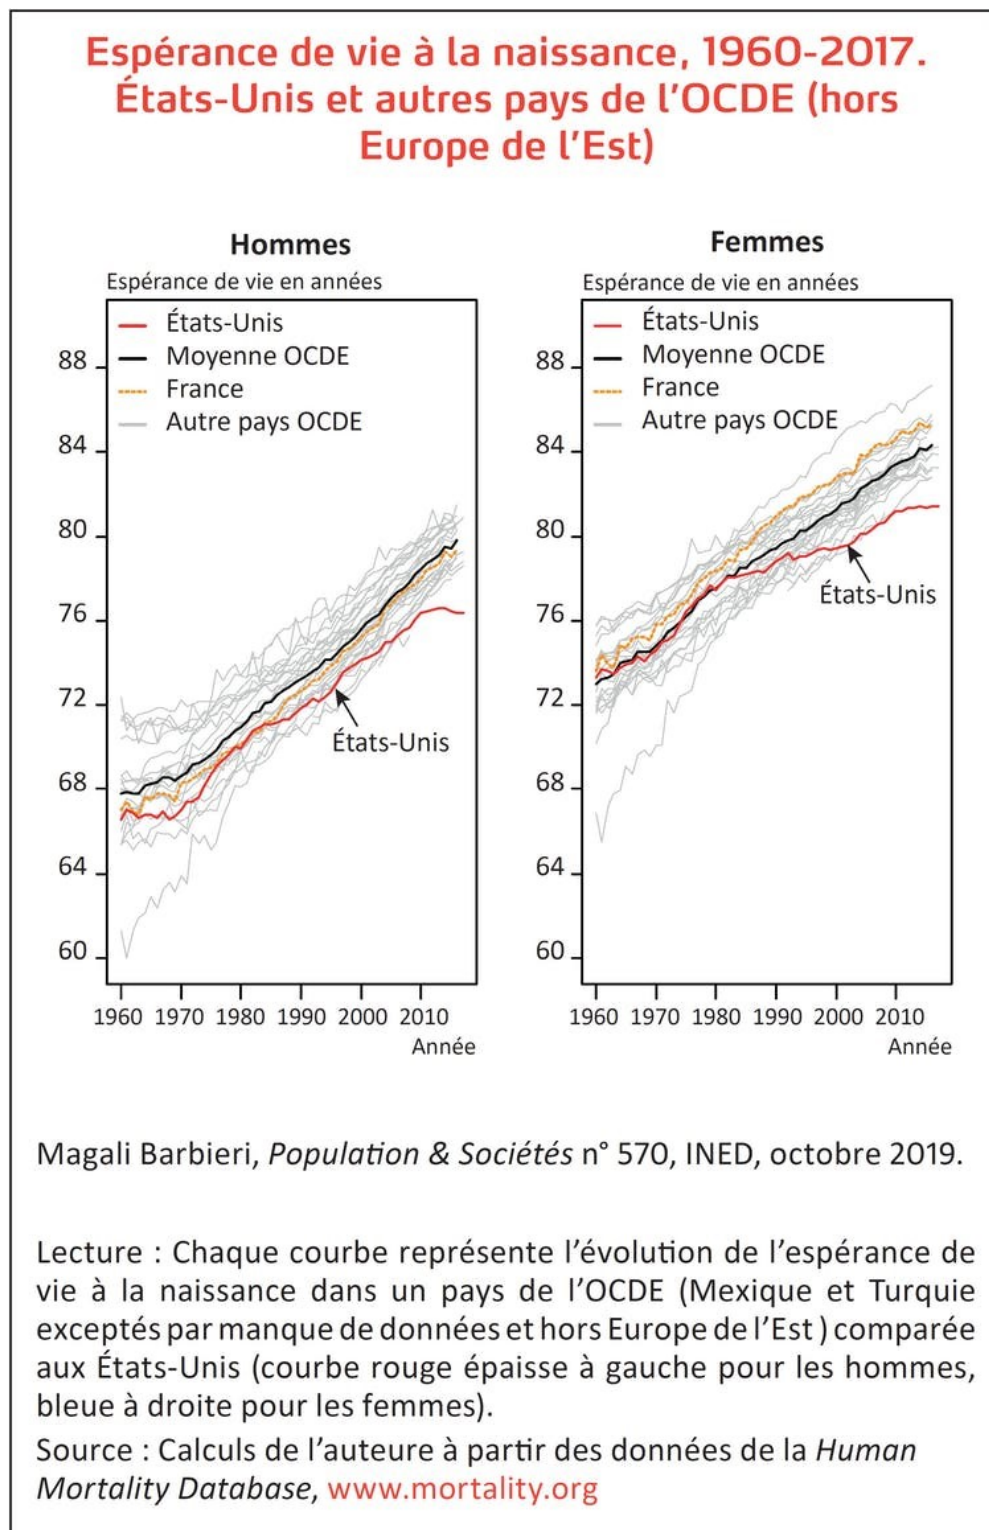 Espérance de vie à la naissance, 1960-2017.
États-Unis et autres pays de l'OCDE (hors
Europe de l'Est)
Hommes
Espérance de vie en années
États-Unis
Moyenne OCDE
France
Autre pays OCDE
88
84
80
76
72
68
64
60
États-Unis
1960 1970 1980 1990 2000 2010
Année
Femmes
Espérance de vie en années
États-Unis
Moyenne OCDE
France
Autre pays OCDE
88
84
80
76
72
68
64
60
États-Unis
1960 1970 1980 1990 2000 2010
Année
Magali Barbieri, Population & Sociétés n° 570, INED, octobre 2019.
Lecture : Chaque courbe représente l'évolution de l'espérance de
vie à la naissance dans un pays de l'OCDE (Mexique et Turquie
exceptés par manque de données et hors Europe de l'Est ) comparée
aux États-Unis (courbe rouge épaisse à gauche pour les hommes,
bleue à droite pour les femmes).
Source : Calculs de l'auteure à partir des données de la Human
Mortality Database, www.mortality.org